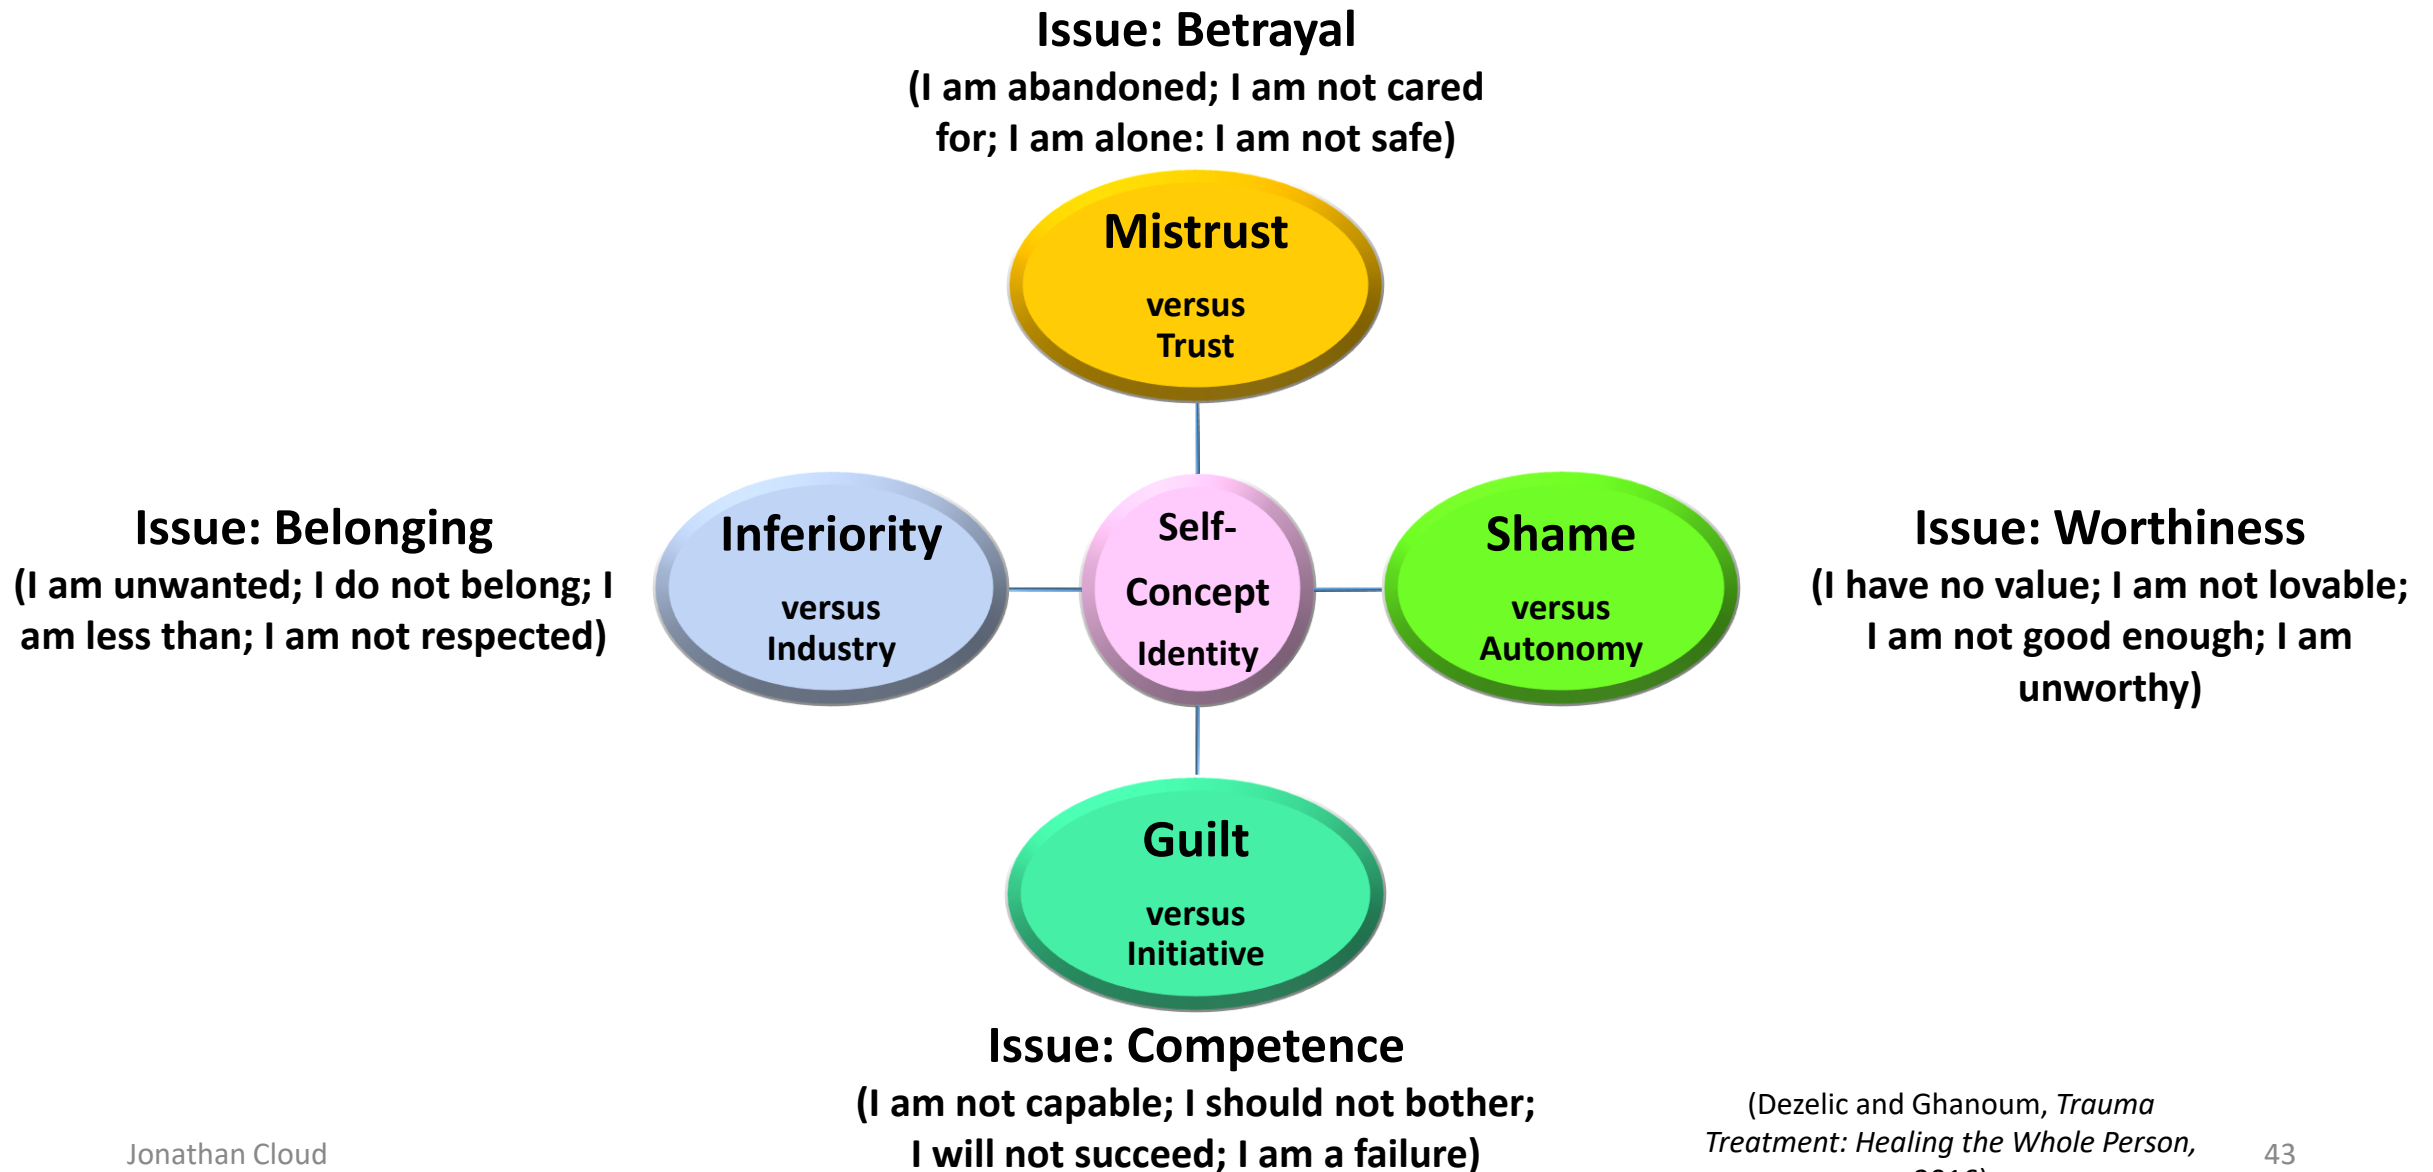 Issue: Betrayal
(I am abandoned; I am not cared
for; I am alone: I am not safe)
Mistrust
versus
Trust
Issue: Belonging
(I am unwanted; I do not belong; I
am less than; I am not respected)
Inferiority
versus
Industry
Self-
Concept
Identity
Shame
versus
Autonomy
Issue: Worthiness
(I have no value; I am not lovable;
I am not good enough; I am
unworthy)
Guilt
versus
Initiative
Issue: Competence
(I am not capable; I should not bother;
I will not succeed; I am a failure)
(Dezelic and Ghanoum, Trauma
Treatment: Healing the Whole Person,
Jonathan Cloud
43